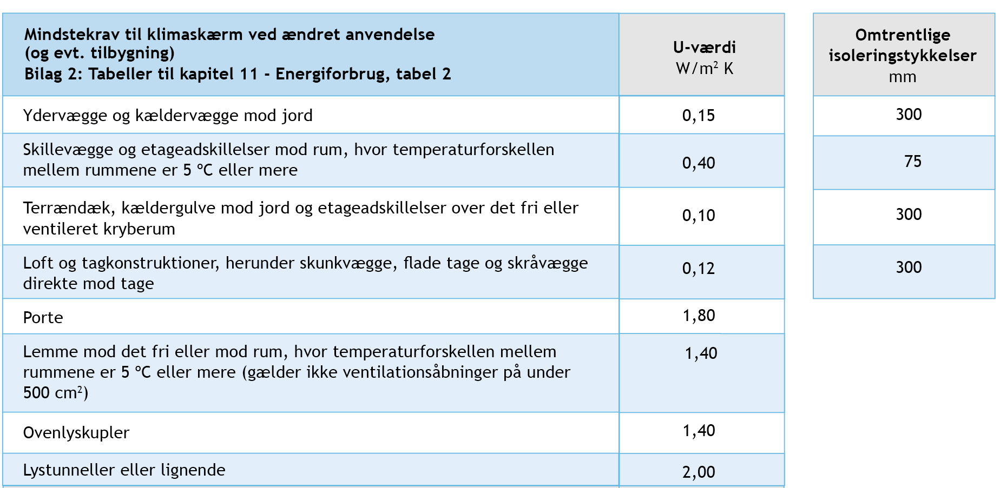 Mindstekrav til klimaskærm ved ændret anvendelse
(og evt. tilbygning)
Bilag 2: Tabeller til kapitel 11 - Energiforbrug, tabel 2
U-værdi
W/m² K
Omtrentlige
isoleringstykkelser
mm
Ydervægge og kældervægge mod jord
0,15
300
Skillevægge og etageadskillelser mod rum, hvor temperaturforskellen
mellem rummene er 5 ºC eller mere
0,40
75
Terrændæk, kældergulve mod jord og etageadskillelser over det fri eller
ventileret kryberum
0,10
300
Loft og tagkonstruktioner, herunder skunkvægge, flade tage og skråvægge
direkte mod tage
0,12
300
Porte
1,80
Lemme mod det fri eller mod rum, hvor temperaturforskellen mellem
rummene er 5 ºC eller mere (gælder ikke ventilationsåbninger på under
500 cm²)
1,40
Ovenlyskupler
1,40
Lystunneller eller lignende
2,00